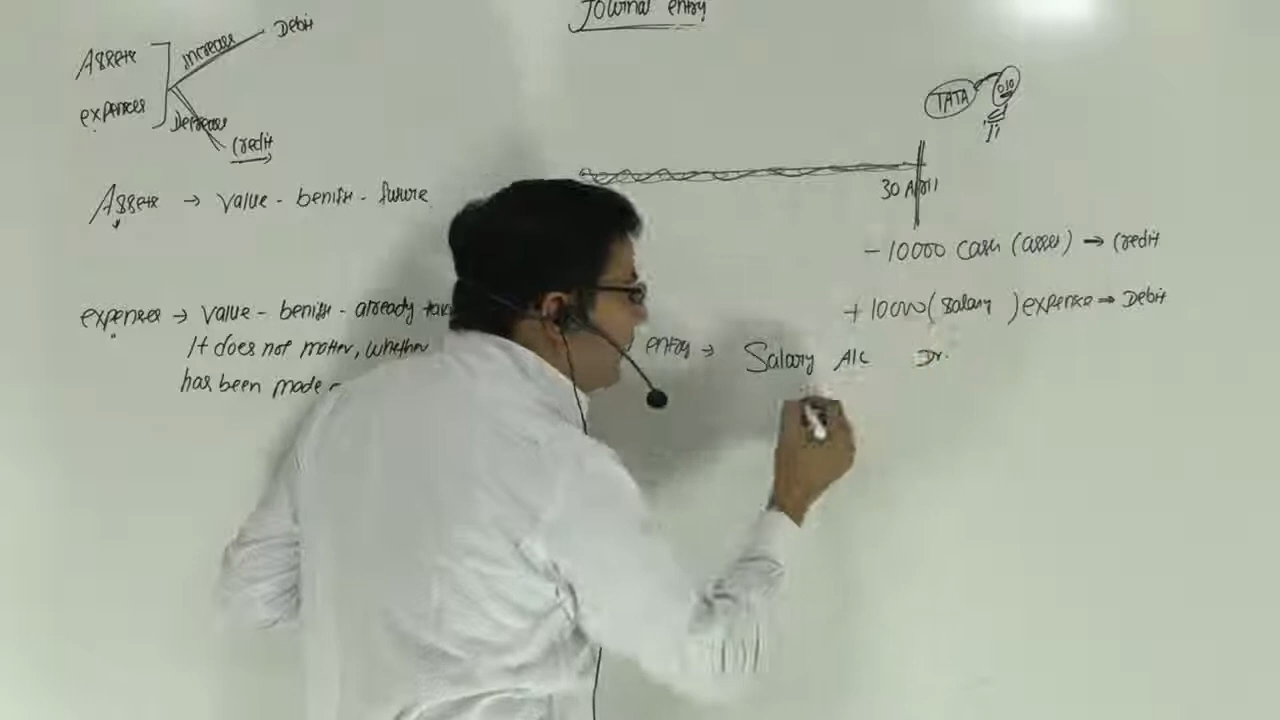 Journal entry
Assets
expenses
increase
Debit
Decrease
Credit
Assets → value - benefit - future
expenses → value - benefit - already
It does not matter, whether
has been made
TATA
30 April
- 10000 cash (asset) → Credit
+ 10000 (salary ) expense → Debit
entry → Salary A/C Dr.